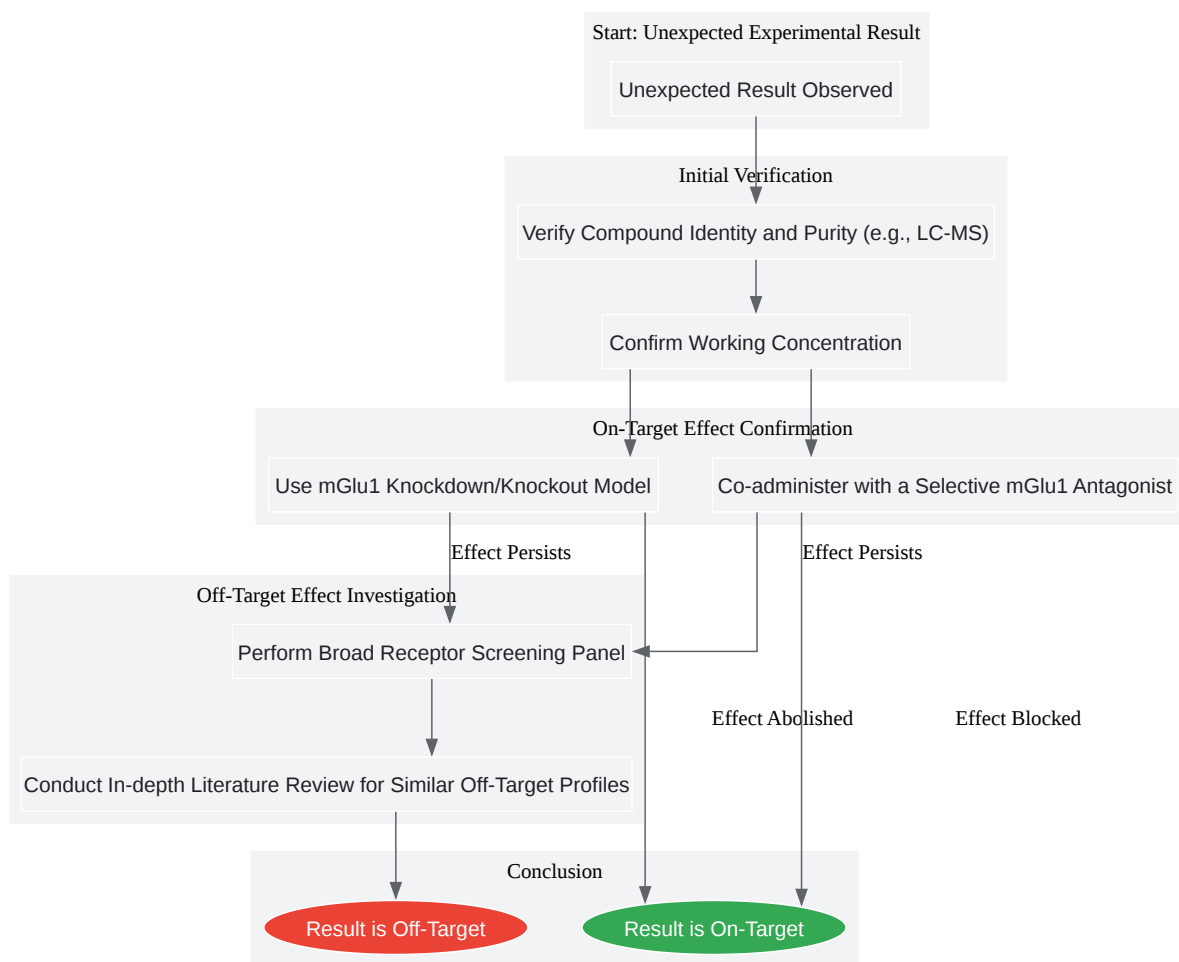 Start: Unexpected Experimental Result
Unexpected Result Observed
Initial Verification
Verify Compound Identity and Purity (e.g., LC-MS)
Confirm Working Concentration
On-Target Effect Confirmation
Use mGlu1 Knockdown/Knockout Model
Co-administer with a Selective mGlu1 Antagonist
Effect Persists
Effect Persists
Off-Target Effect Investigation
Perform Broad Receptor Screening Panel
Effect Abolished
Effect Blocked
Conduct In-depth Literature Review for Similar Off-Target Profiles
Conclusion
Result is Off-Target
Result is On-Target